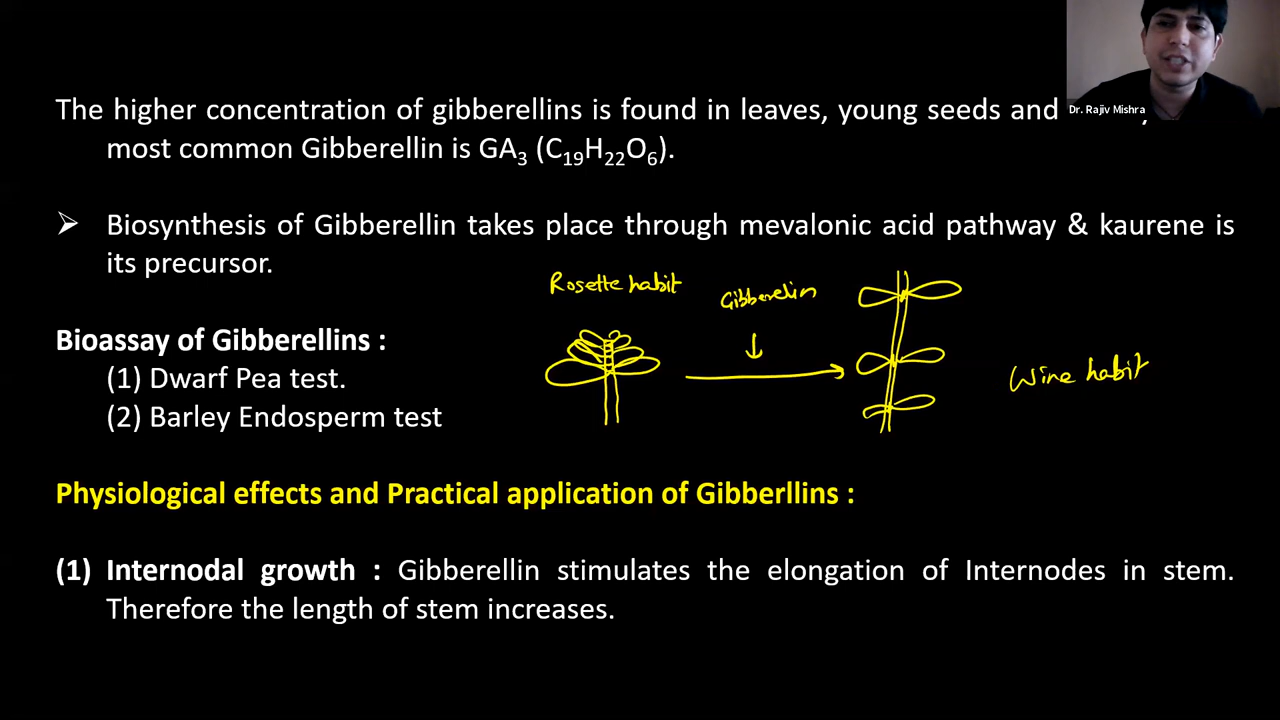 The higher concentration of gibberellins is found in leaves, young seeds and
Dr. Rajiv Mishra
most common Gibberellin is GA₃ (C₁₉H₂₂O₆).
➢ Biosynthesis of Gibberellin takes place through mevalonic acid pathway & kaurene is
its precursor.
Rosette habit
Gibberelin
Bioassay of Gibberellins :
(1) Dwarf Pea test.
Wine habit
(2) Barley Endosperm test
Physiological effects and Practical application of Gibberllins :
(1) Internodal growth : Gibberellin stimulates the elongation of Internodes in stem.
Therefore the length of stem increases.